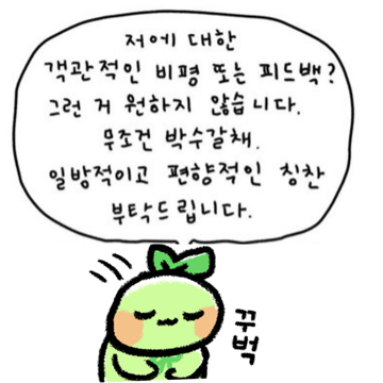 저에 대한
객관적인 비평 또는 피드백?
그런 거 원하지 않습니다.
무조건 박수갈채.
일방적이고 편향적인 칭찬
부탁드립니다.
꾸
벅